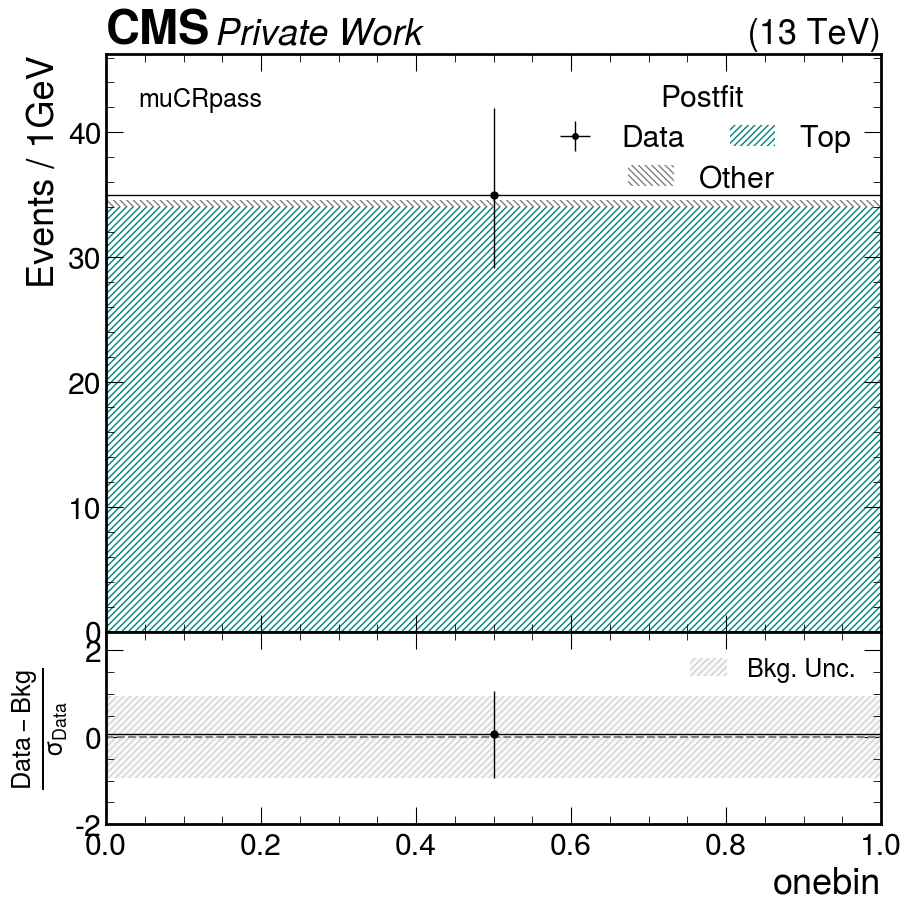 CMS Private Work (13 TeV)
Events / 1GeV
muCRpass
Postfit
Data Top
Other
40
30
20
10
0
Data – Bkg
σData
Bkg. Unc.
2
0
-2
0.0 0.2 0.4 0.6 0.8 1.0
onebin